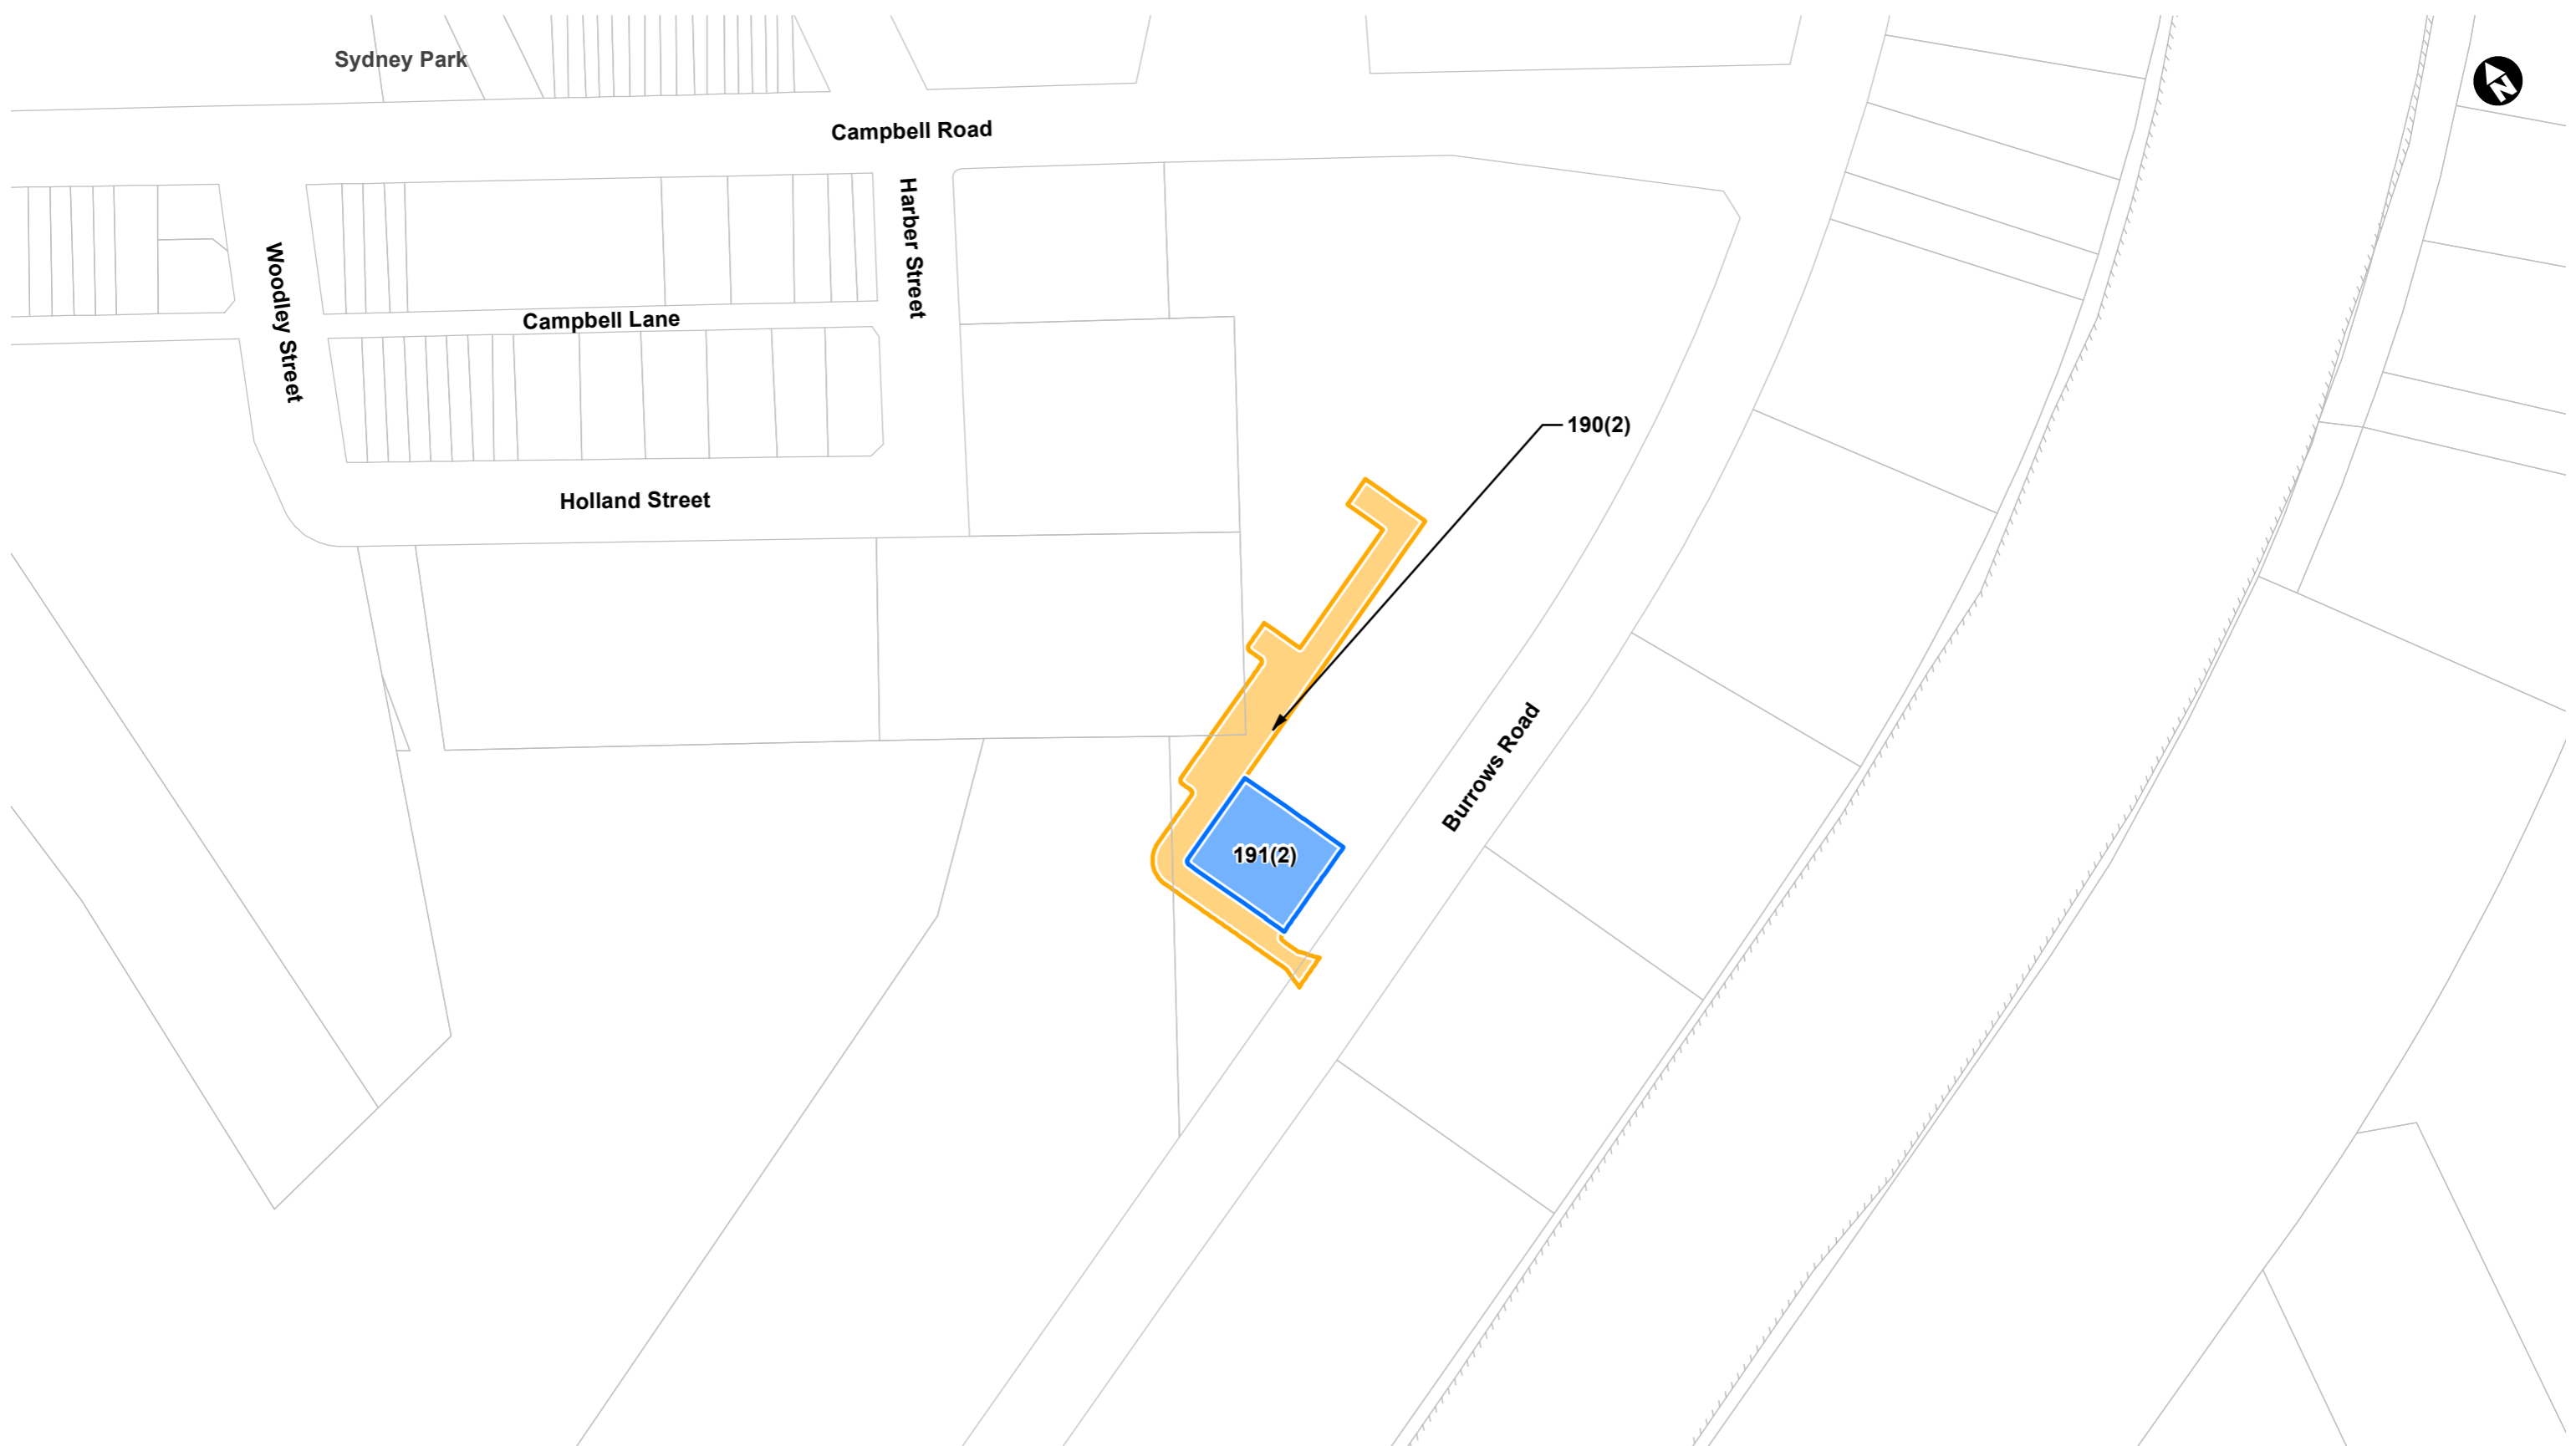 Sydney Park
Campbell Road
Harber Street
Woodley Street
Campbell Lane
190(2)
Holland Street
Burrows Road
191(2)
N